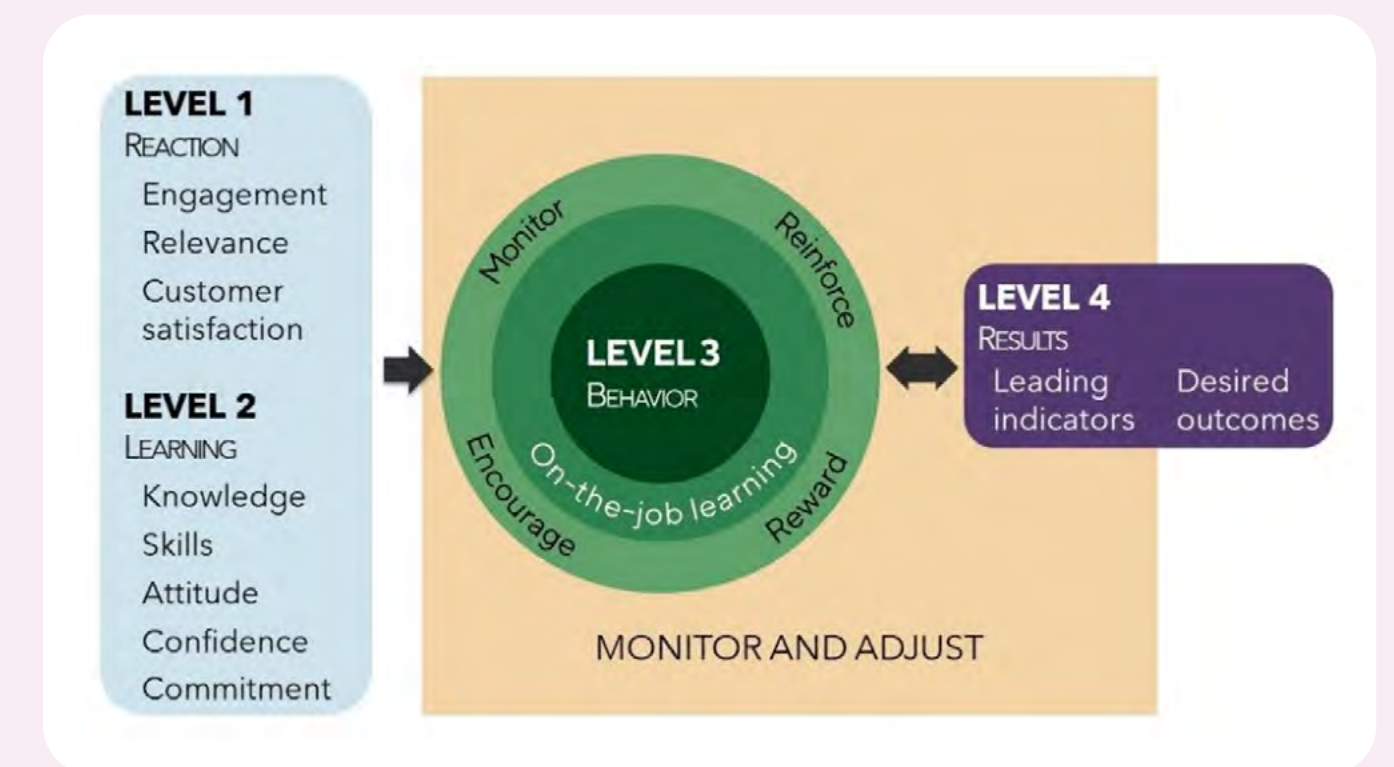 LEVEL 1
REACTION
Engagement
Relevance
Customer
satisfaction
LEVEL 2
LEARNING
Knowledge
Skills
Attitude
Confidence
Commitment
Monitor
Reinforce
LEVEL 3
BEHAVIOR
On-the-job learning
Encourage
Reward
MONITOR AND ADJUST
LEVEL 4
RESULTS
Leading
indicators
Desired
outcomes